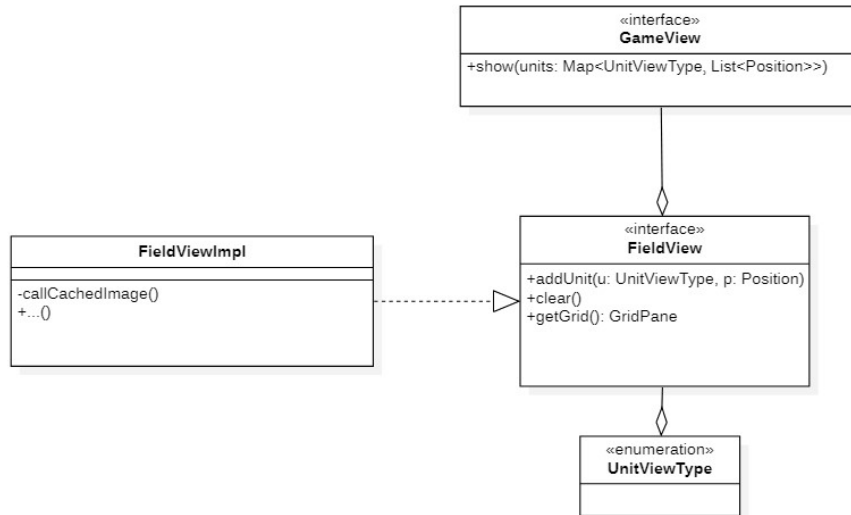 «interface»
GameView
+show(units: Map<UnitViewType, List<Position>>)
FieldViewImpl
-callCachedImage()
+...()
«interface»
FieldView
+addUnit(u: UnitViewType, p: Position)
+clear()
+getGrid(): GridPane
«enumeration»
UnitViewType